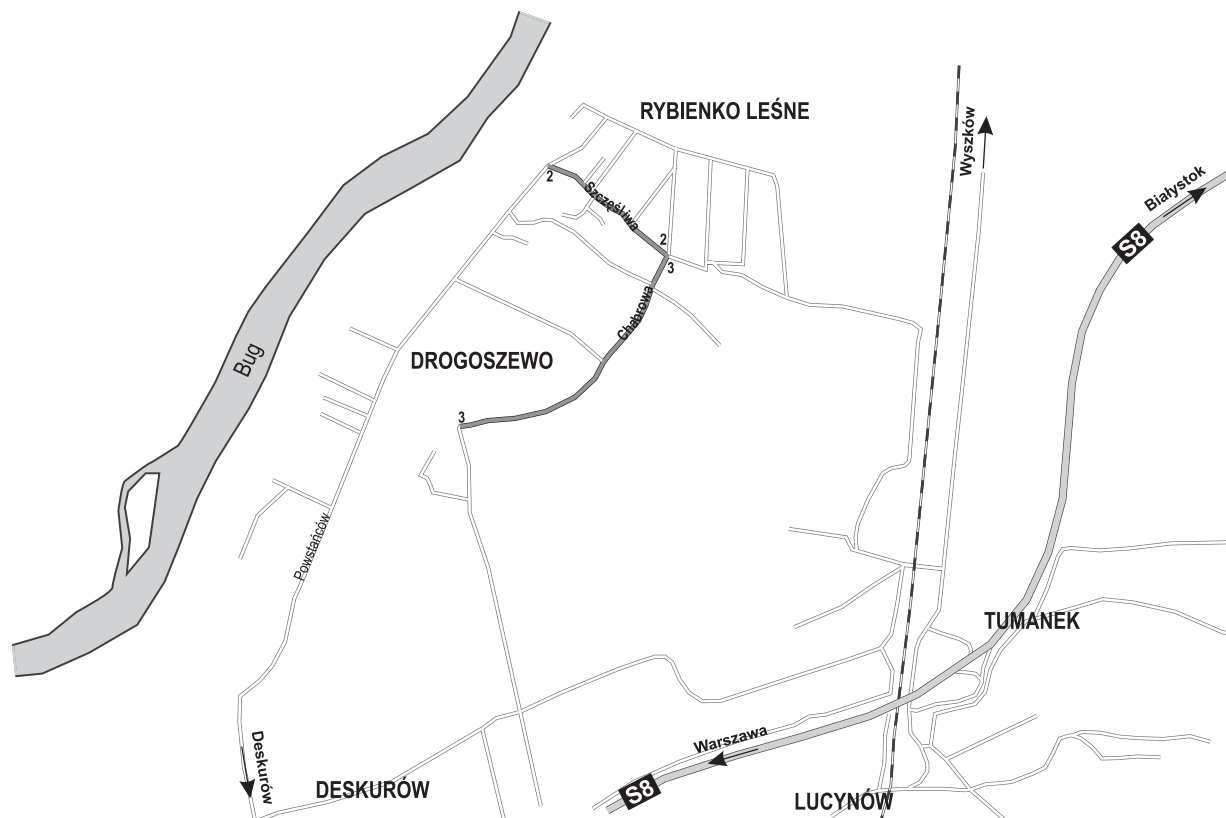 RYBIENKO LEŚNE
Wyszków
Białystok
S8
2
Szczęśliwa
2
3
Chabrowa
Bug
DROGOSZEWO
3
Powstańców
TUMANEK
Deskurów
Warszawa
S8
DESKURÓW
LUCYNÓW